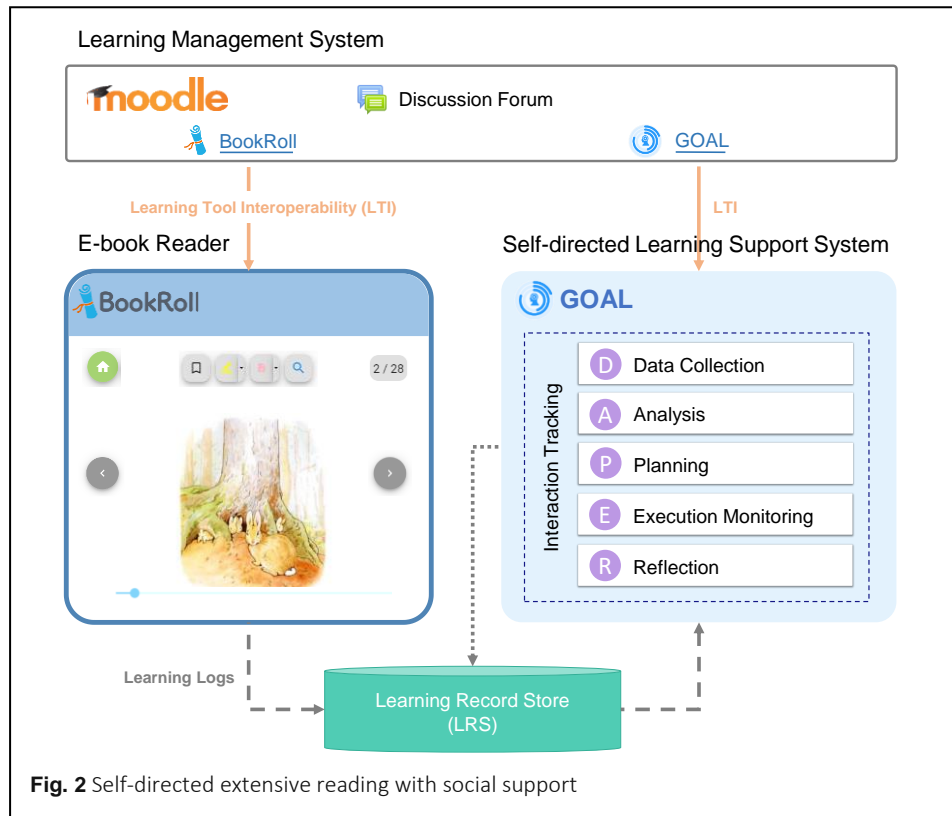 Learning Management System
moodle
Discussion Forum
BookRoll
GOAL
Learning Tool Interoperability (LTI)
LTI
E-book Reader
Self-directed Learning Support System
BookRoll
GOAL
2 / 28
Interaction Tracking
D Data Collection
A Analysis
P Planning
E Execution Monitoring
R Reflection
Learning Logs
Learning Record Store
(LRS)
Fig. 2 Self-directed extensive reading with social support